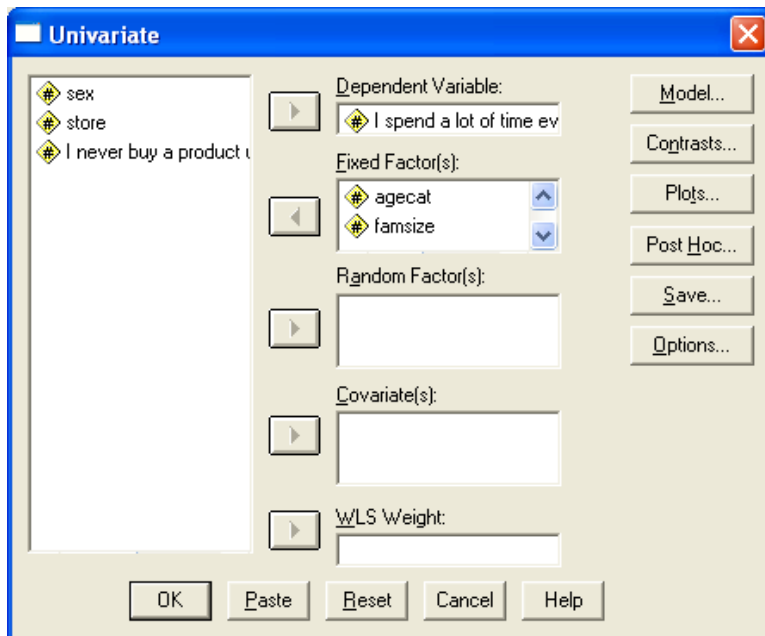 Univariate
sex
store
I never buy a product u
Dependent Variable:
I spend a lot of time ev
Fixed Factor(s):
agecat
famsize
Random Factor(s):
Covariate(s):
WLS Weight:
Model...
Contrasts...
Plots...
Post Hoc...
Save...
Options...
OK
Paste
Reset
Cancel
Help